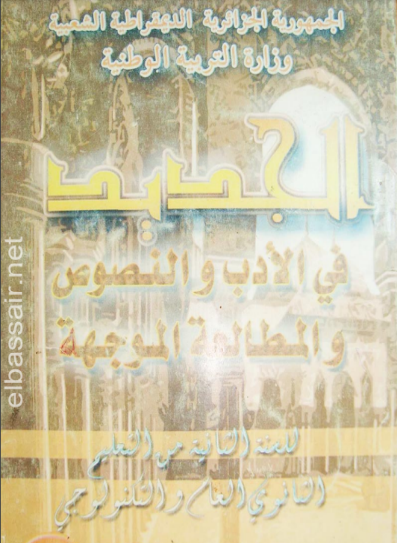 الجمهورية الجزائرية الديمقراطية الشعبية
وزارة التربية الوطنية
الجديد
في الأدب والنصوص
والمطالعة الموجهة
للسنة الثانية من التعليم
الثانوي العام والتكنولوجي
elbassair.net